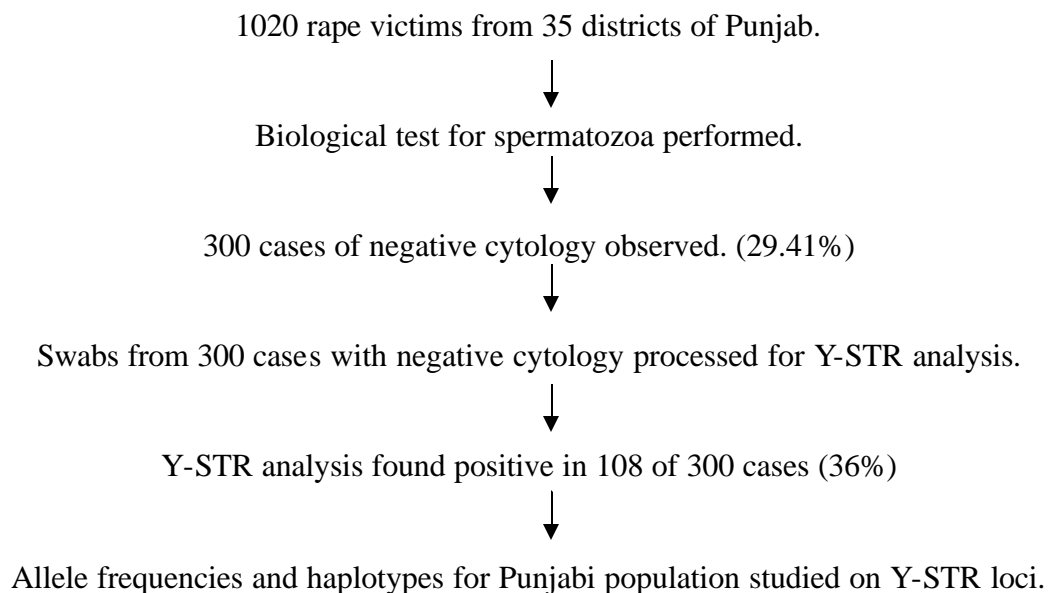 1020 rape victims from 35 districts of Punjab.
Biological test for spermatozoa performed.
300 cases of negative cytology observed. (29.41%)
Swabs from 300 cases with negative cytology processed for Y-STR analysis.
Y-STR analysis found positive in 108 of 300 cases (36%)
Allele frequencies and haplotypes for Punjabi population studied on Y-STR loci.